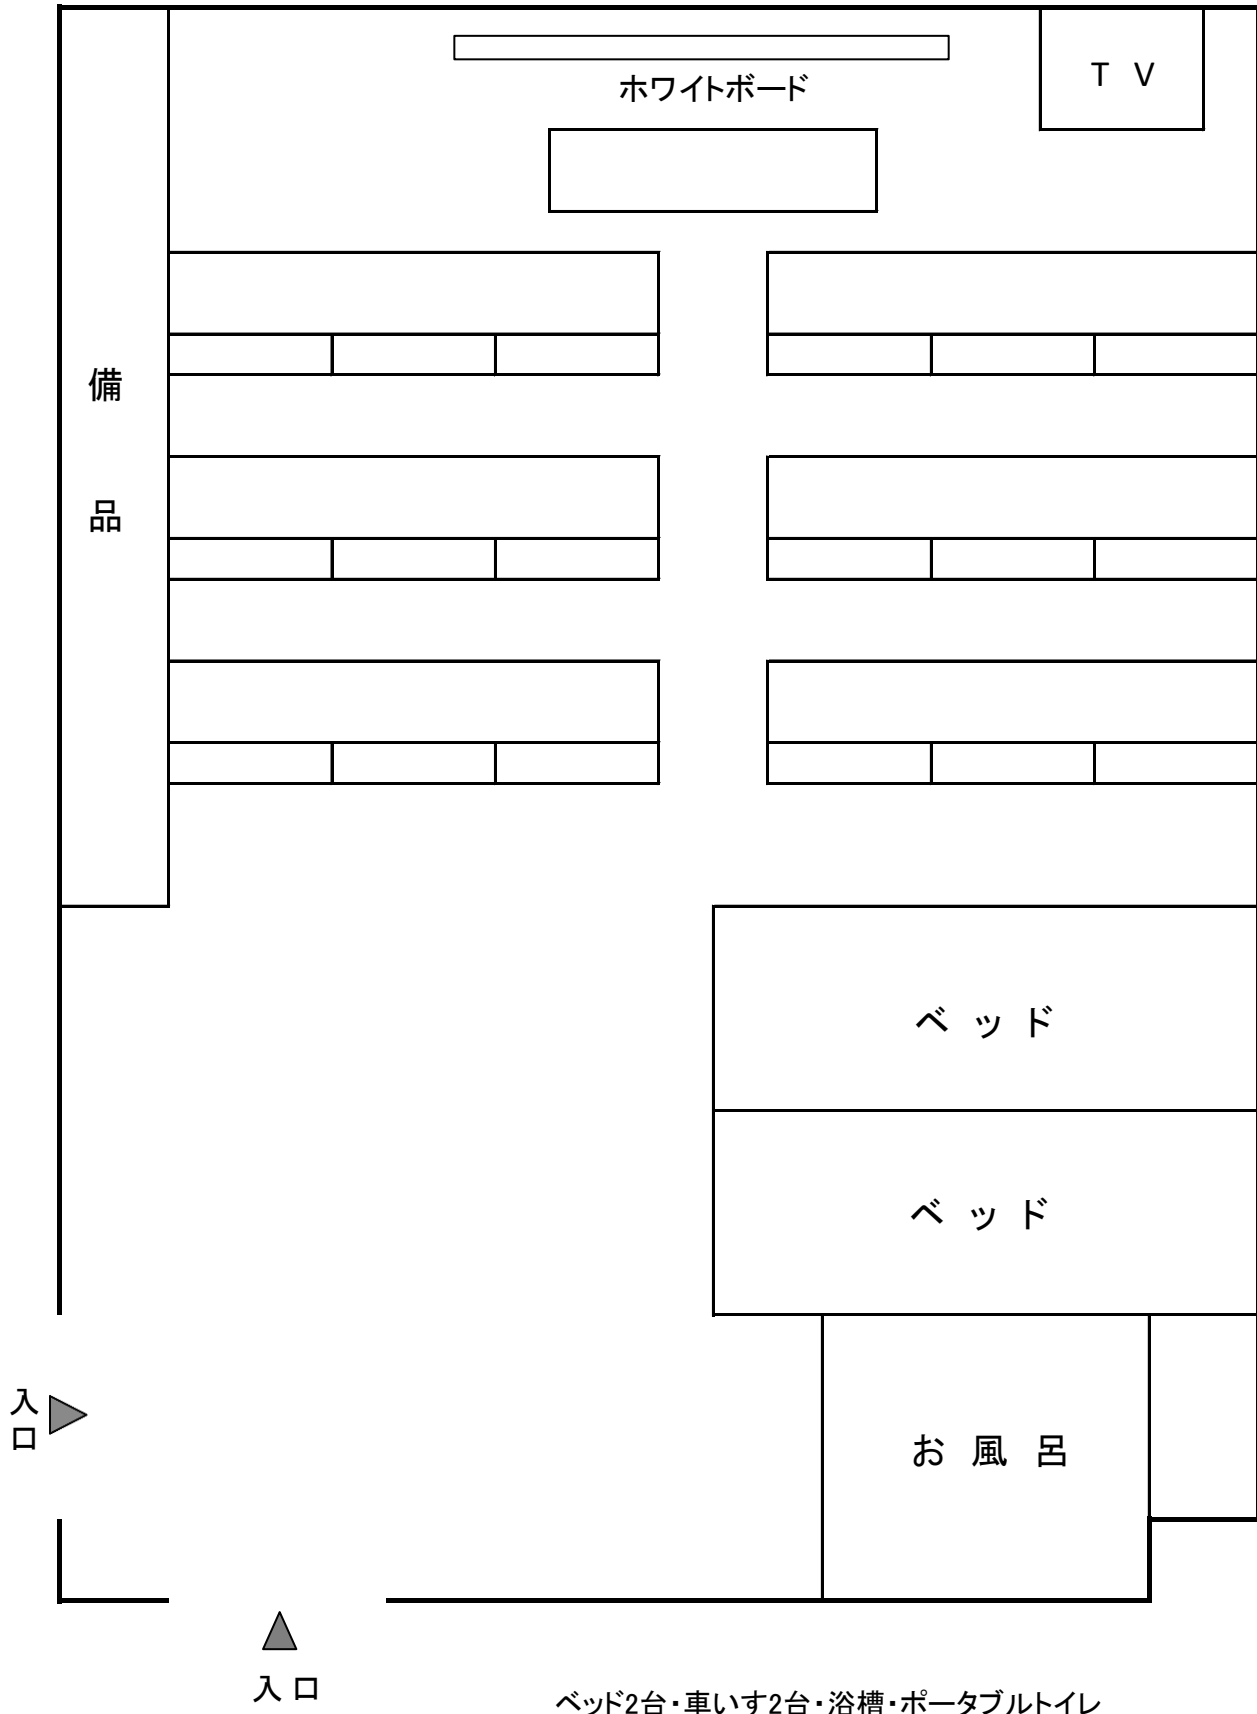 ホワイトボード
T V
備
品
ベッド
ベッド
入
口
お風呂
入口
ベッド2台・車いす2台・浴槽・ポータブルトイレ